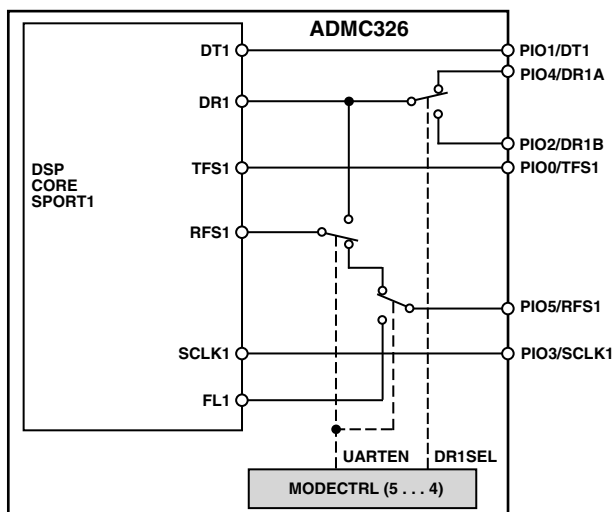 ADMC326
DT1
PIO1/DT1
PIO4/DR1A
DR1
PIO2/DR1B
DSP
CORE
SPORT1
TFS1
PIO0/TFS1
RFS1
PIO5/RFS1
SCLK1
PIO3/SCLK1
FL1
UARTEN
DR1SEL
MODECTRL (5 . . . 4)